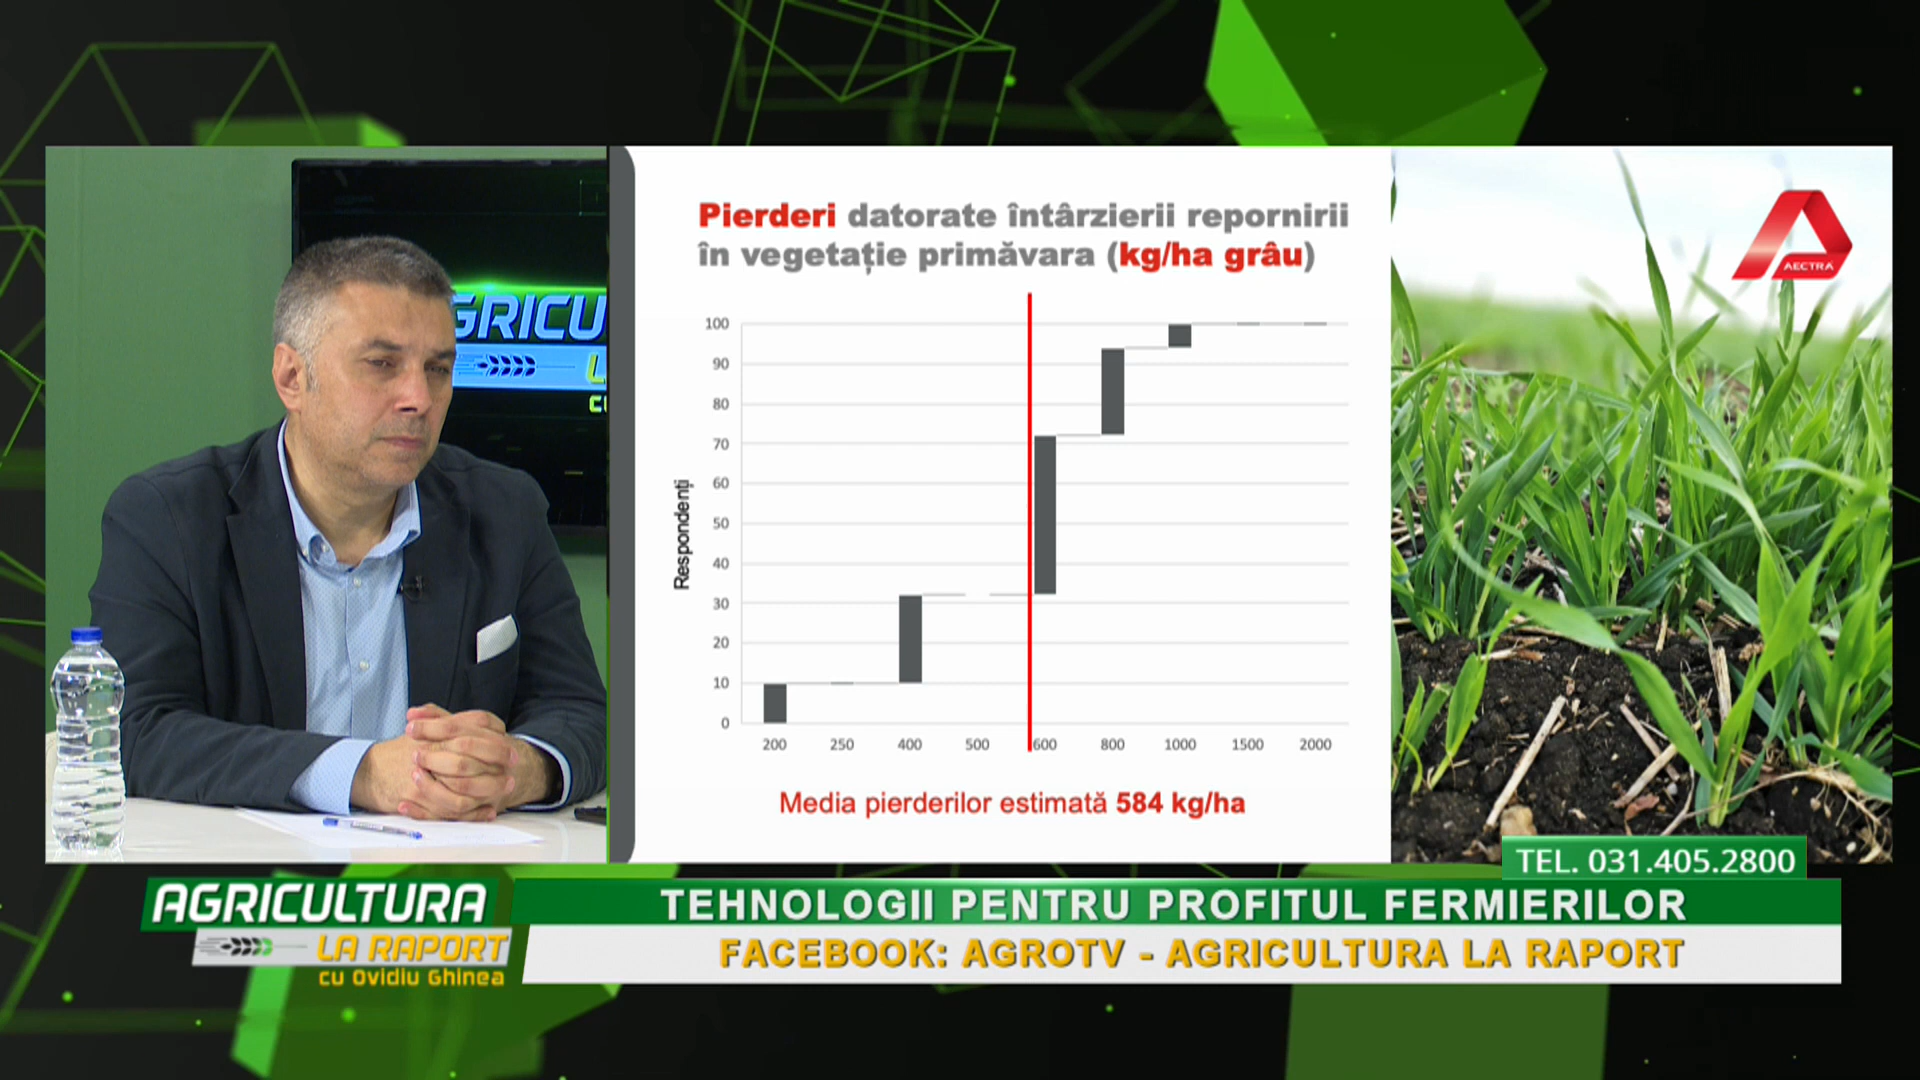 GRICU
L
cu
Pierderi datorate întârzierii repornirii
în vegetație primăvara (kg/ha grâu)
Respondenți
100
90
80
70
60
50
40
30
20
10
0
200 250 400 500 600 800 1000 1500 2000
Media pierderilor estimată 584 kg/ha
AECTRA
TEL. 031.405.2800
AGRICULTURA
LA RAPORT
cu Ovidiu Ghinea
TEHNOLOGII PENTRU PROFITUL FERMIERILOR
FACEBOOK: AGROTV - AGRICULTURA LA RAPORT